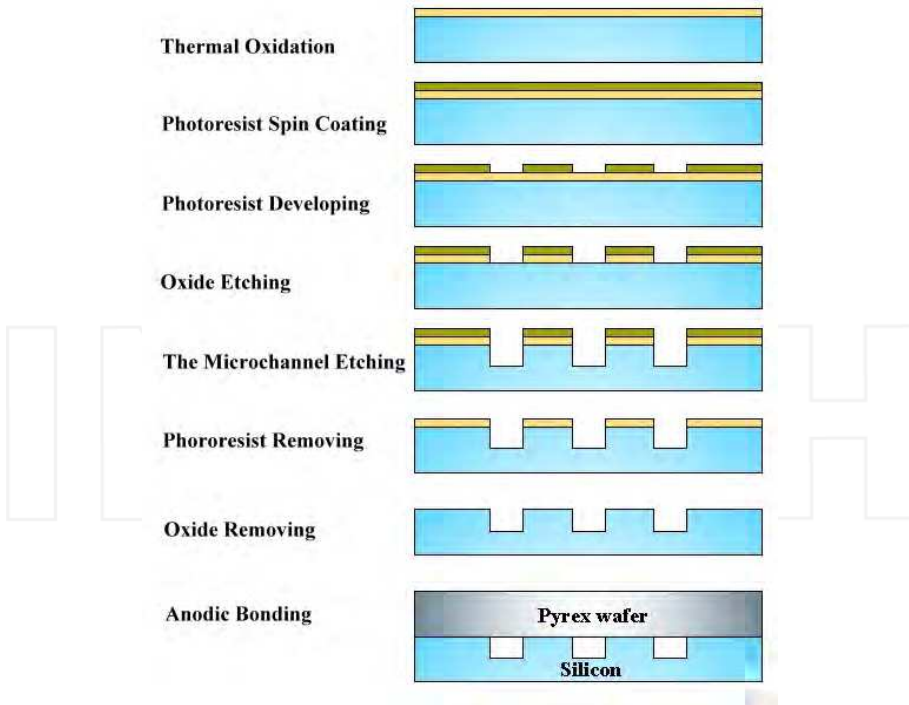 Thermal Oxidation
Photoresist Spin Coating
Photoresist Developing
Oxide Etching
The Microchannel Etching
Phororesist Removing
Oxide Removing
Anodic Bonding
Pyrex wafer
Silicon